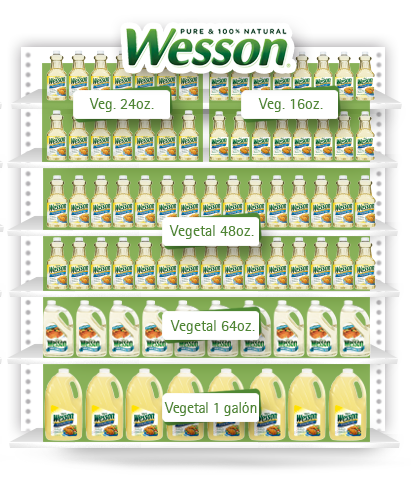 PURE & 100% NATURAL
Wesson
Veg. 24oz.
Veg. 16oz.
Vegetal 48oz.
Vegetal 64oz.
Vegetal 1 galón